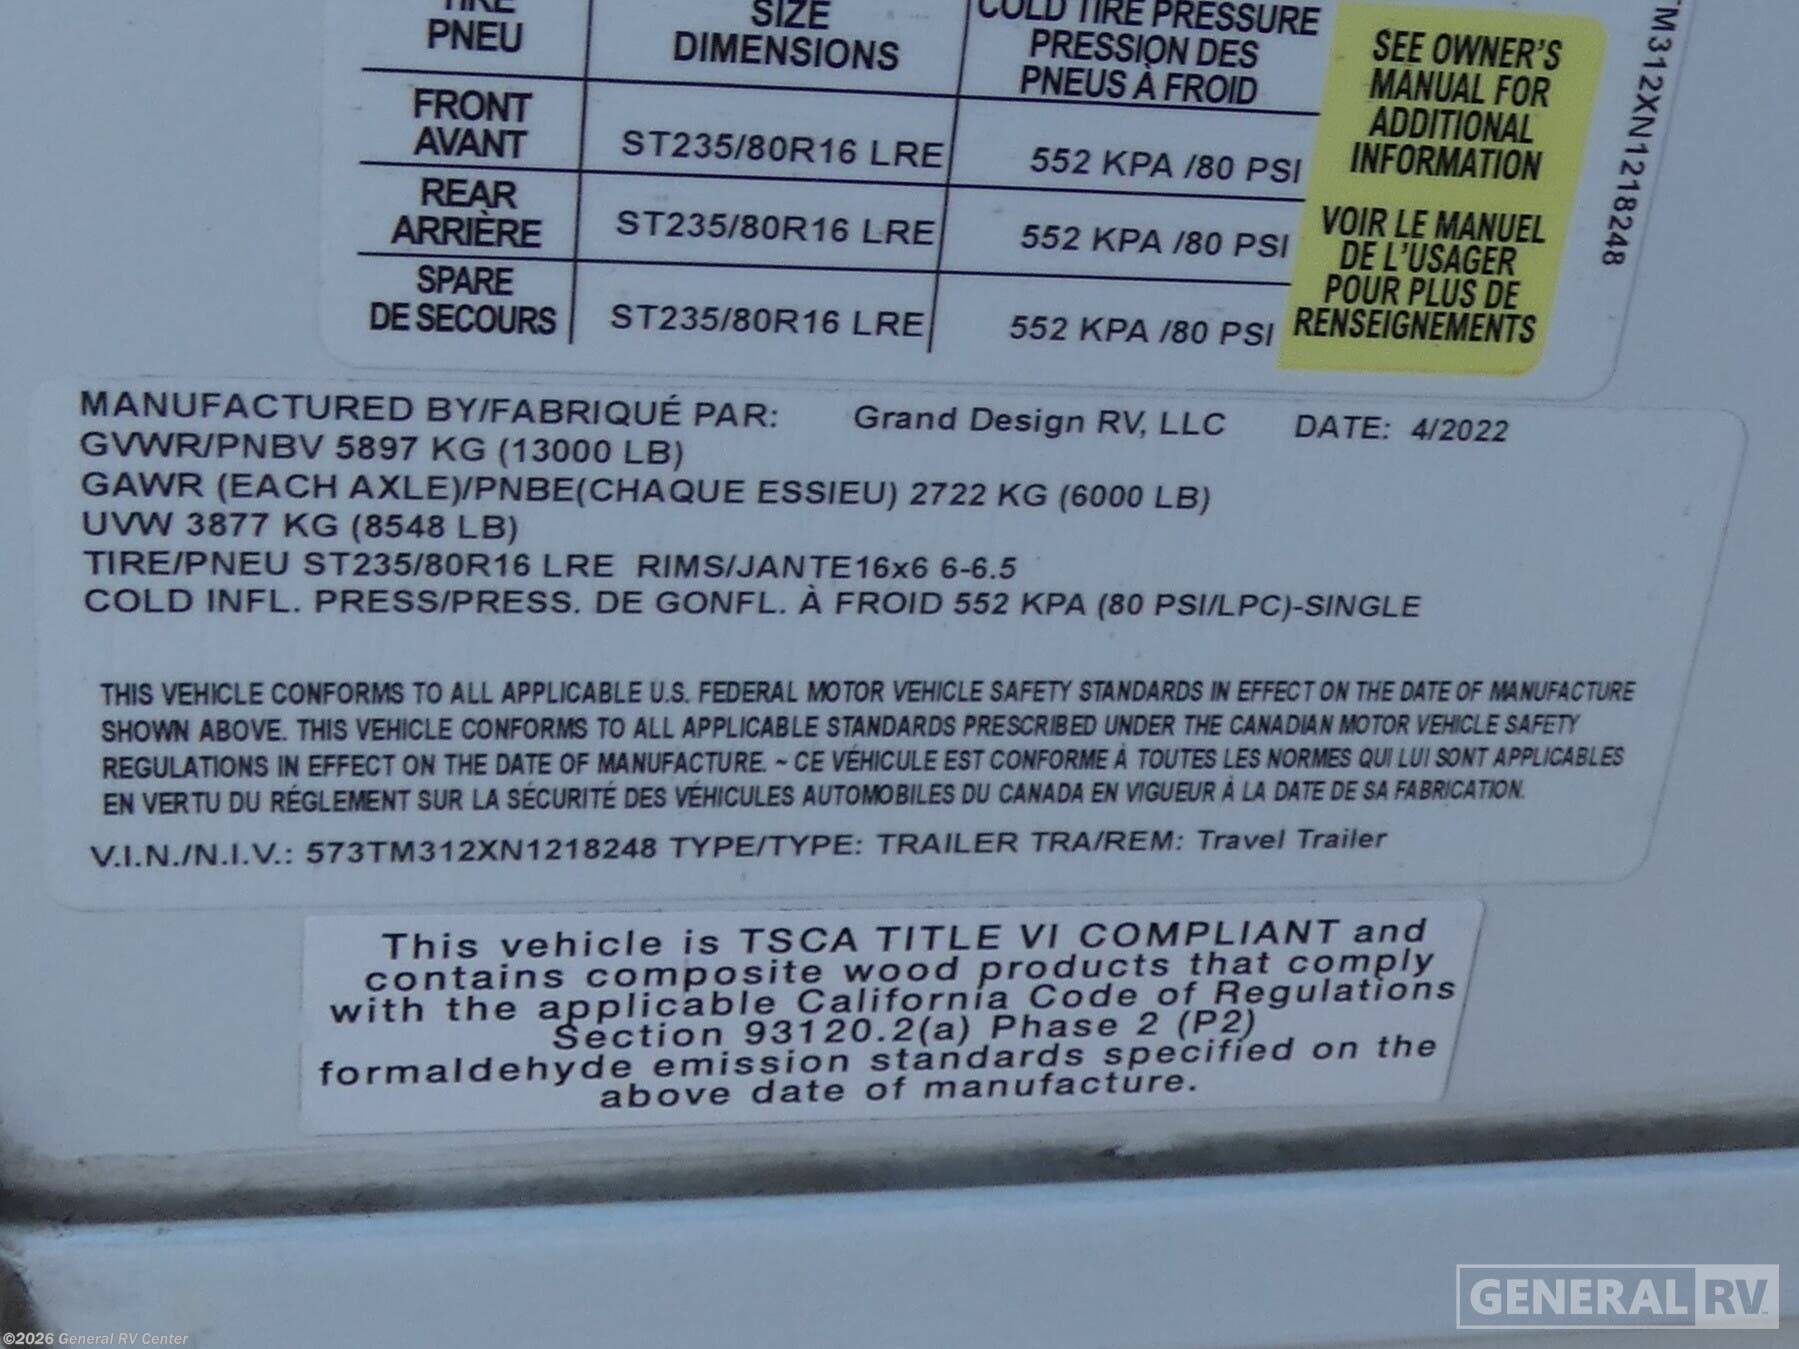 TIRE SIZE COLD TIRE PRESSURE
PNEU DIMENSIONS PRESSION DES
PNEUS À FROID
FRONT
AVANT ST235/80R16 LRE 552 KPA /80 PSI
REAR
ARRIÈRE ST235/80R16 LRE 552 KPA /80 PSI
SPARE
DE SECOURS ST235/80R16 LRE 552 KPA /80 PSI
SEE OWNER'S
MANUAL FOR
ADDITIONAL
INFORMATION
VOIR LE MANUEL
DE L'USAGER
POUR PLUS DE
RENSEIGNEMENTS
TM312XN1218248
MANUFACTURED BY/FABRIQUÉ PAR: Grand Design RV, LLC DATE: 4/2022
GVWR/PNBV 5897 KG (13000 LB)
GAWR (EACH AXLE)/PNBE(CHAQUE ESSIEU) 2722 KG (6000 LB)
UVW 3877 KG (8548 LB)
TIRE/PNEU ST235/80R16 LRE RIMS/JANTE16x6 6-6.5
COLD INFL. PRESS/PRESS. DE GONFL. À FROID 552 KPA (80 PSI/LPC)-SINGLE
THIS VEHICLE CONFORMS TO ALL APPLICABLE U.S. FEDERAL MOTOR VEHICLE SAFETY STANDARDS IN EFFECT ON THE DATE OF MANUFACTURE
SHOWN ABOVE. THIS VEHICLE CONFORMS TO ALL APPLICABLE STANDARDS PRESCRIBED UNDER THE CANADIAN MOTOR VEHICLE SAFETY
REGULATIONS IN EFFECT ON THE DATE OF MANUFACTURE. ~ CE VÉHICULE EST CONFORME À TOUTES LES NORMES QUI LUI SONT APPLICABLES
EN VERTU DU RÉGLEMENT SUR LA SÉCURITÉ DES VÉHICULES AUTOMOBILES DU CANADA EN VIGUEUR À LA DATE DE SA FABRICATION.
V.I.N./N.I.V.: 573TM312XN1218248 TYPE/TYPE: TRAILER TRA/REM: Travel Trailer
This vehicle is TSCA TITLE VI COMPLIANT and
contains composite wood products that comply
with the applicable California Code of Regulations
Section 93120.2(a) Phase 2 (P2)
formaldehyde emission standards specified on the
above date of manufacture.
GENERAL RV
©2026 General RV Center